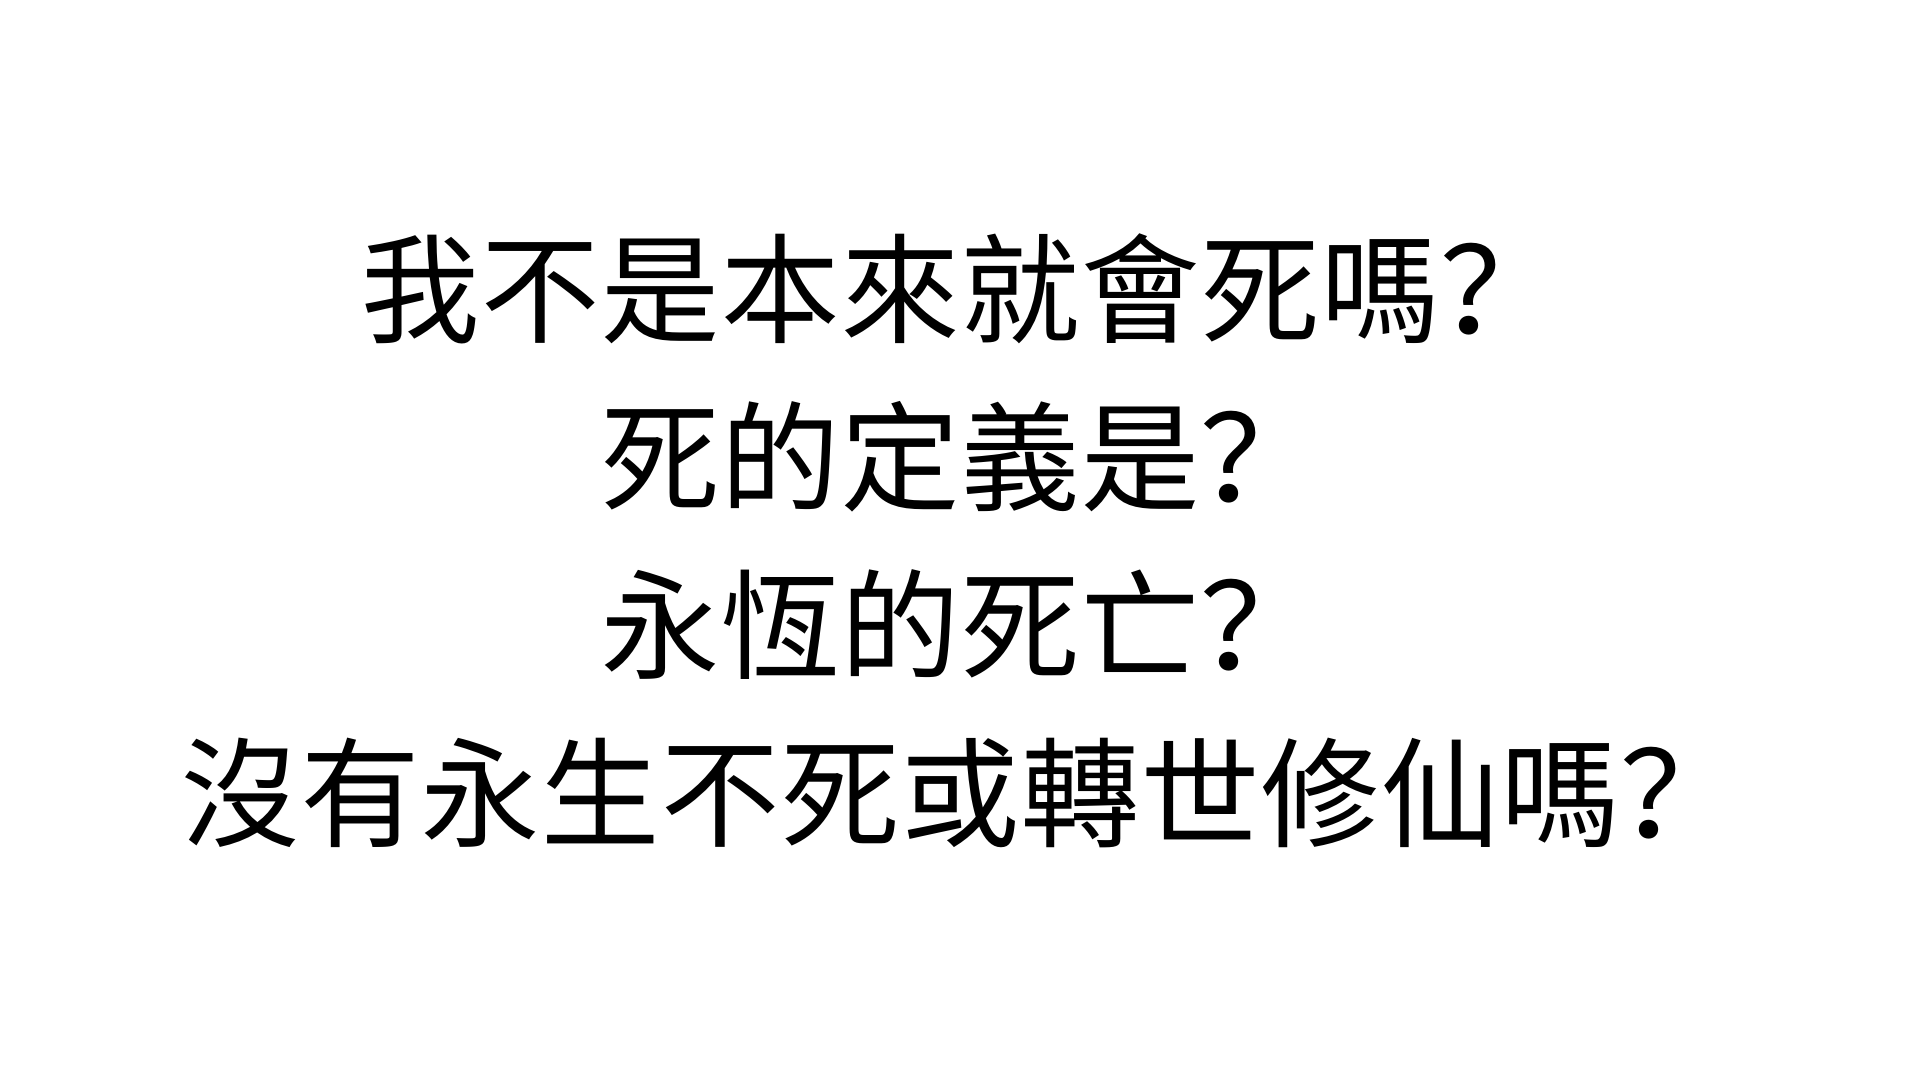 我不是本來就會死嗎？
死的定義是？
永恆的死亡？
沒有永生不死或轉世修仙嗎？